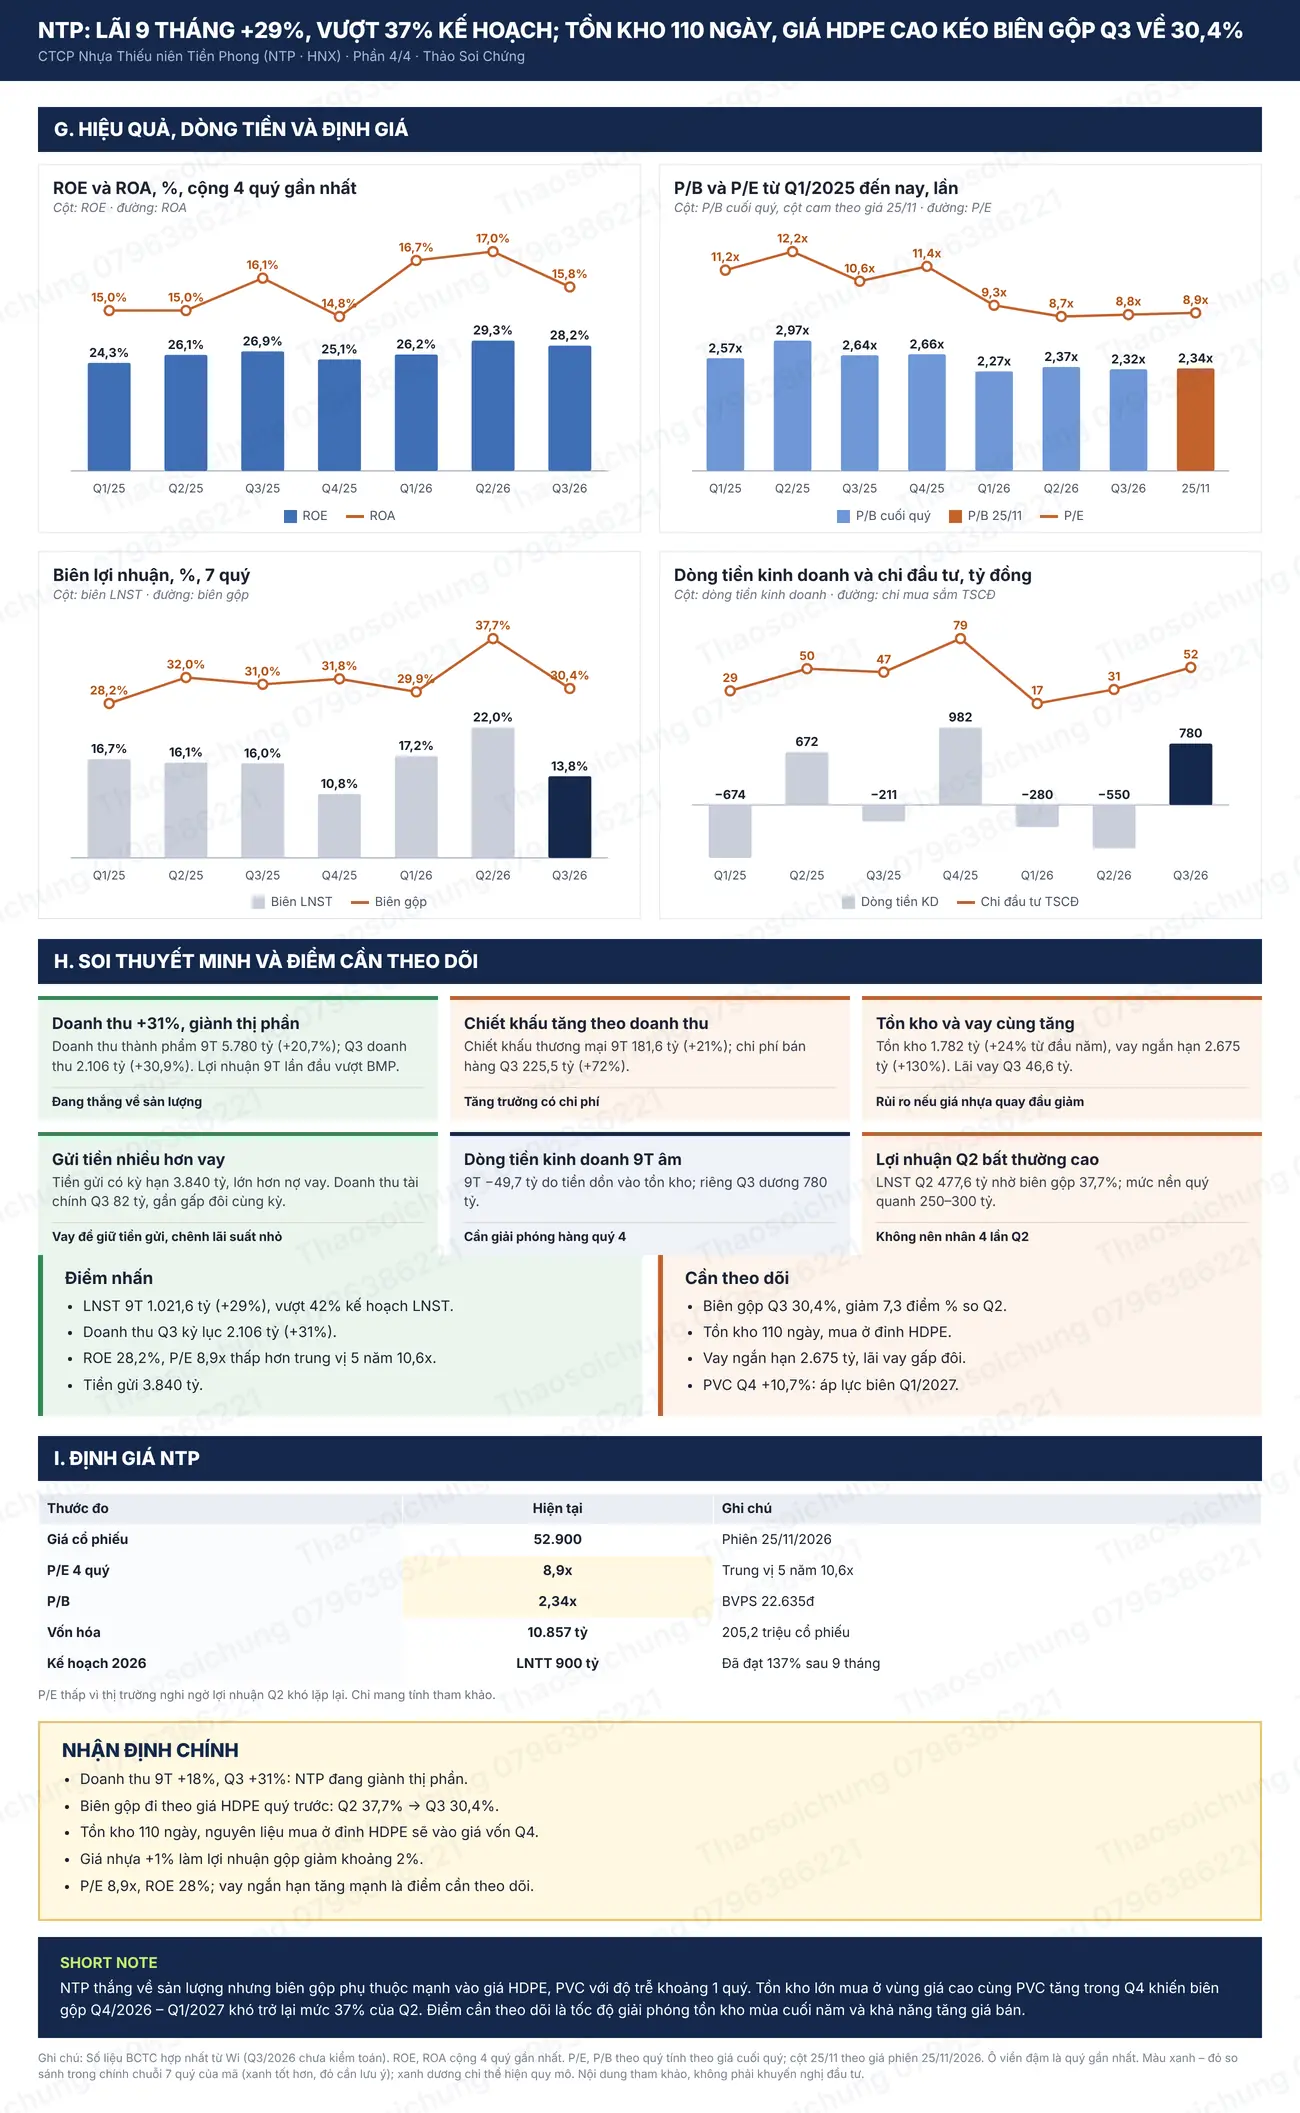 NTP: LÃI 9 THÁNG +29%, VƯỢT 37% KẾ HOẠCH; TỒN KHO 110 NGÀY, GIÁ HDPE CAO KÉO BIÊN GỘP Q3 VỀ 30,4%
CTCP Nhựa Thiếu niên Tiền Phong (NTP · HNX) · Phần 4/4 · Thảo Soi Chứng
G. HIỆU QUẢ, DÒNG TIỀN VÀ ĐỊNH GIÁ
ROE và ROA, %, cộng 4 quý gần nhất
Cột: ROE · đường: ROA
15,0% 15,0% 16,1% 14,8% 16,7% 17,0% 15,8%
24,3% 26,1% 26,9% 25,1% 26,2% 29,3% 28,2%
Q1/25 Q2/25 Q3/25 Q4/25 Q1/26 Q2/26 Q3/26
ROE ROA
P/B và P/E từ Q1/2025 đến nay, lần
Cột: P/B cuối quý, cột cam theo giá 25/11 · đường: P/E
11,2x 12,2x 10,6x 11,4x 9,3x 8,7x 8,8x 8,9x
2,57x 2,97x 2,64x 2,66x 2,27x 2,37x 2,32x 2,34x
Q1/25 Q2/25 Q3/25 Q4/25 Q1/26 Q2/26 Q3/26 25/11
P/B cuối quý P/B 25/11 P/E
Biên lợi nhuận, %, 7 quý
Cột: biên LNST · đường: biên gộp
28,2% 32,0% 31,0% 31,8% 29,9% 37,7% 30,4%
16,7% 16,1% 16,0% 10,8% 17,2% 22,0% 13,8%
Q1/25 Q2/25 Q3/25 Q4/25 Q1/26 Q2/26 Q3/26
Biên LNST Biên gộp
Dòng tiền kinh doanh và chi đầu tư, tỷ đồng
Cột: dòng tiền kinh doanh · đường: chi mua sắm TSCĐ
29 50 47 79 17 31 52
−674 672 −211 982 −280 −550 780
Q1/25 Q2/25 Q3/25 Q4/25 Q1/26 Q2/26 Q3/26
Dòng tiền KD Chi đầu tư TSCĐ
H. SOI THUYẾT MINH VÀ ĐIỂM CẦN THEO DÕI
Doanh thu +31%, giành thị phần
Doanh thu thành phẩm 9T 5.780 tỷ (+20,7%); Q3 doanh
thu 2.106 tỷ (+30,9%). Lợi nhuận 9T lần đầu vượt BMP.
Đang thắng về sản lượng
Chiết khấu tăng theo doanh thu
Chiết khấu thương mại 9T 181,6 tỷ (+21%); chi phí bán
hàng Q3 225,5 tỷ (+72%).
Tăng trưởng có chi phí
Tồn kho và vay cùng tăng
Tồn kho 1.782 tỷ (+24% từ đầu năm), vay ngắn hạn 2.675
tỷ (+130%). Lãi vay Q3 46,6 tỷ.
Rủi ro nếu giá nhựa quay đầu giảm
Gửi tiền nhiều hơn vay
Tiền gửi có kỳ hạn 3.840 tỷ, lớn hơn nợ vay. Doanh thu tài
chính Q3 82 tỷ, gần gấp đôi cùng kỳ.
Vay để giữ tiền gửi, chênh lãi suất nhỏ
Dòng tiền kinh doanh 9T âm
9T −49,7 tỷ do tiền dồn vào tồn kho; riêng Q3 dương 780
tỷ.
Cần giải phóng hàng quý 4
Lợi nhuận Q2 bất thường cao
LNST Q2 477,6 tỷ nhờ biên gộp 37,7%; mức nền quý
quanh 250–300 tỷ.
Không nên nhân 4 lần Q2
Điểm nhấn
• LNST 9T 1.021,6 tỷ (+29%), vượt 42% kế hoạch LNST.
• Doanh thu Q3 kỷ lục 2.106 tỷ (+31%).
• ROE 28,2%, P/E 8,9x thấp hơn trung vị 5 năm 10,6x.
• Tiền gửi 3.840 tỷ.
Cần theo dõi
• Biên gộp Q3 30,4%, giảm 7,3 điểm % so Q2.
• Tồn kho 110 ngày, mua ở đỉnh HDPE.
• Vay ngắn hạn 2.675 tỷ, lãi vay gấp đôi.
• PVC Q4 +10,7%: áp lực biên Q1/2027.
I. ĐỊNH GIÁ NTP
Thước đo Hiện tại Ghi chú
Giá cổ phiếu 52.900 Phiên 25/11/2026
P/E 4 quý 8,9x Trung vị 5 năm 10,6x
P/B 2,34x BVPS 22.635đ
Vốn hóa 10.857 tỷ 205,2 triệu cổ phiếu
Kế hoạch 2026 LNTT 900 tỷ Đã đạt 137% sau 9 tháng
P/E thấp vì thị trường nghi ngờ lợi nhuận Q2 khó lặp lại. Chỉ mang tính tham khảo.
NHẬN ĐỊNH CHÍNH
• Doanh thu 9T +18%, Q3 +31%: NTP đang giành thị phần.
• Biên gộp đi theo giá HDPE quý trước: Q2 37,7% → Q3 30,4%.
• Tồn kho 110 ngày, nguyên liệu mua ở đỉnh HDPE sẽ vào giá vốn Q4.
• Giá nhựa +1% làm lợi nhuận gộp giảm khoảng 2%.
• P/E 8,9x, ROE 28%; vay ngắn hạn tăng mạnh là điểm cần theo dõi.
SHORT NOTE
NTP thắng về sản lượng nhưng biên gộp phụ thuộc mạnh vào giá HDPE, PVC với độ trễ khoảng 1 quý. Tồn kho lớn mua ở vùng giá cao cùng PVC tăng trong Q4 khiến biên
gộp Q4/2026 – Q1/2027 khó trở lại mức 37% của Q2. Điểm cần theo dõi là tốc độ giải phóng tồn kho mùa cuối năm và khả năng tăng giá bán.
Ghi chú: Số liệu BCTC hợp nhất từ Wi (Q3/2026 chưa kiểm toán). ROE, ROA cộng 4 quý gần nhất. P/E, P/B theo quý tính theo giá cuối quý; cột 25/11 theo giá phiên 25/11/2026. Ô viền đậm là quý gần nhất. Màu xanh – đỏ so
sánh trong chính chuỗi 7 quý của mã (xanh tốt hơn, đỏ cần lưu ý); xanh dương chỉ thể hiện quy mô. Nội dung tham khảo, không phải khuyến nghị đầu tư.
Thaosoichung 0796386221